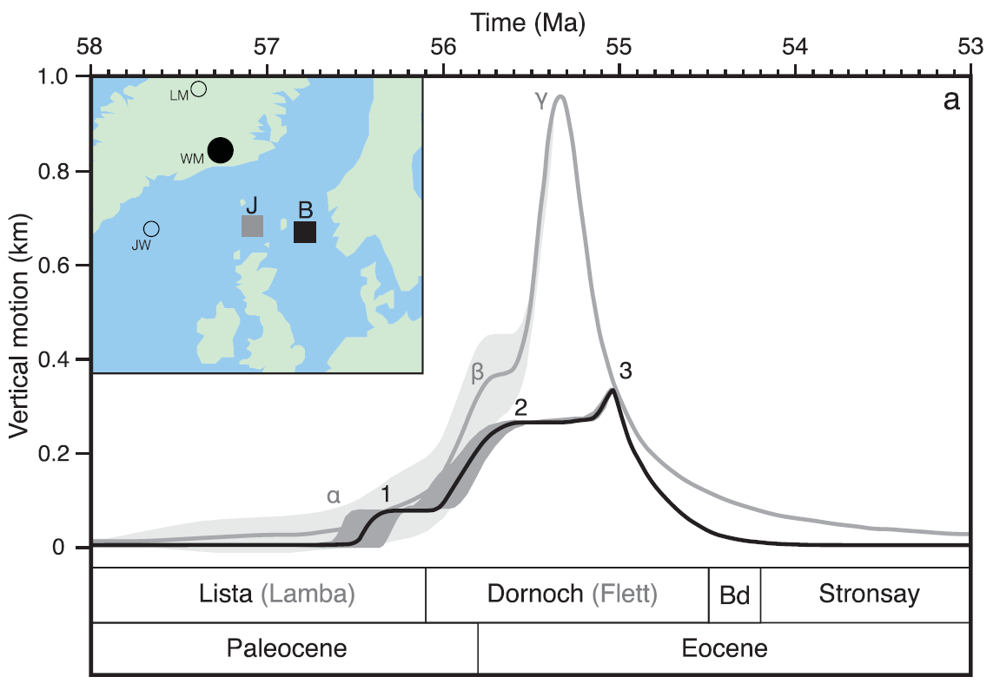 Time (Ma)
58 57 56 55 54 53
a
Vertical motion (km)
1.0
0.8
0.6
0.4
0.2
0
LM
WM
J
B
JW
γ
β
3
2
α
1
Lista (Lamba)
Dornoch (Flett)
Bd
Stronsay
Paleocene
Eocene